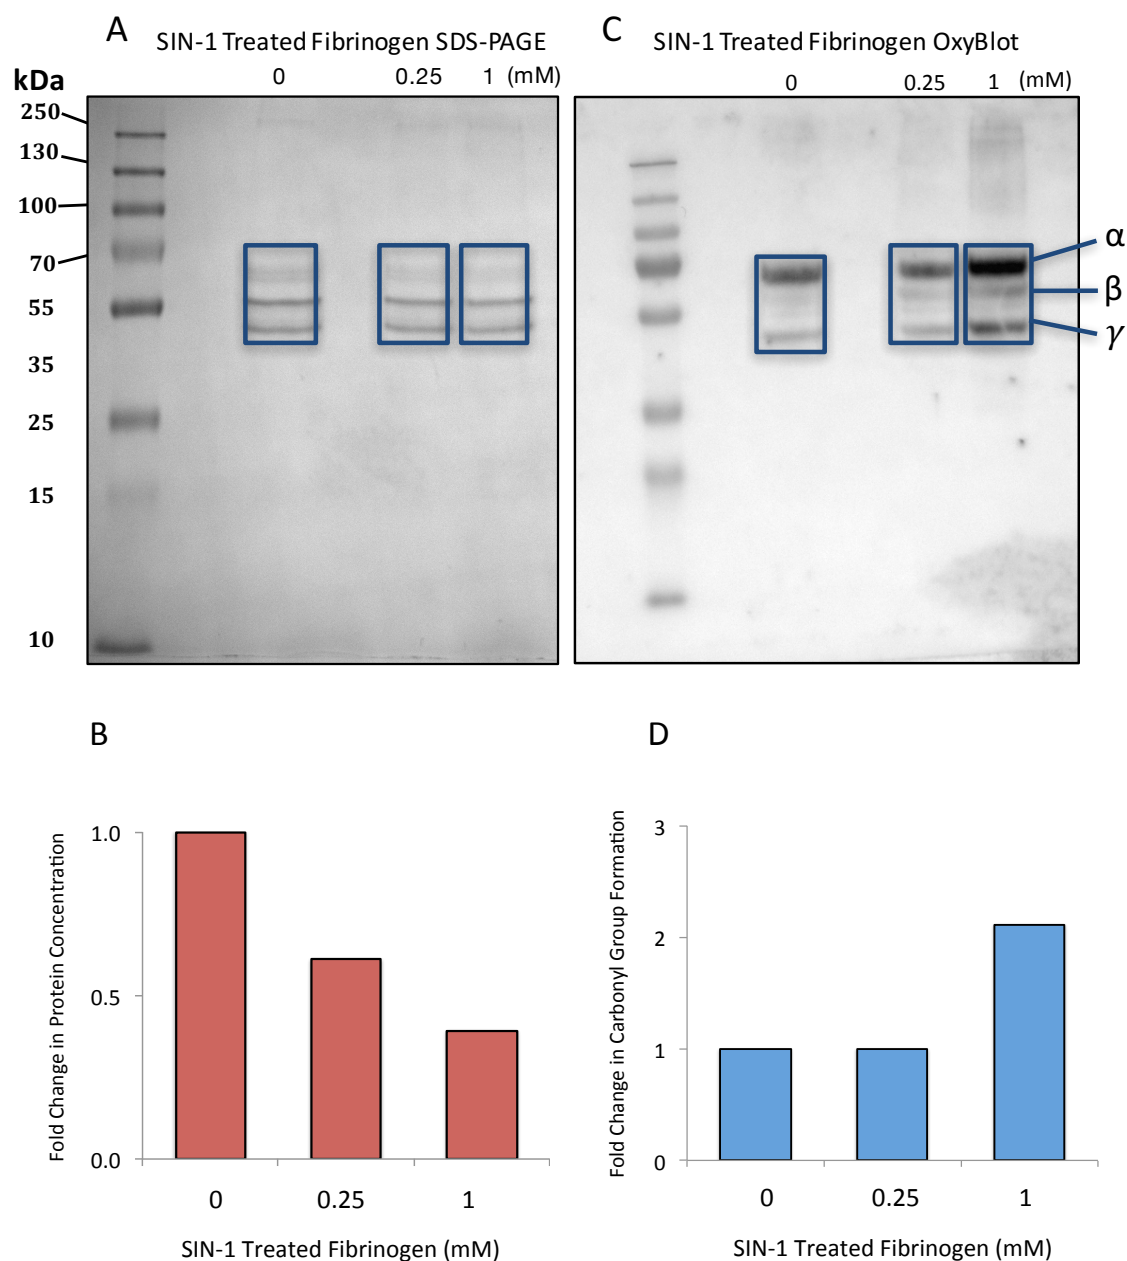 A
SIN-1 Treated Fibrinogen SDS-PAGE
kDa
0 0.25 1 (mM)
250
130
100
70
55
35
25
15
10
C
SIN-1 Treated Fibrinogen OxyBlot
0 0.25 1 (mM)
α
β
γ
B
Fold Change in Protein Concentration
1.0
0.5
0.0
0 0.25 1
SIN-1 Treated Fibrinogen (mM)
D
Fold Change in Carbonyl Group Formation
3
2
1
0
0 0.25 1
SIN-1 Treated Fibrinogen (mM)